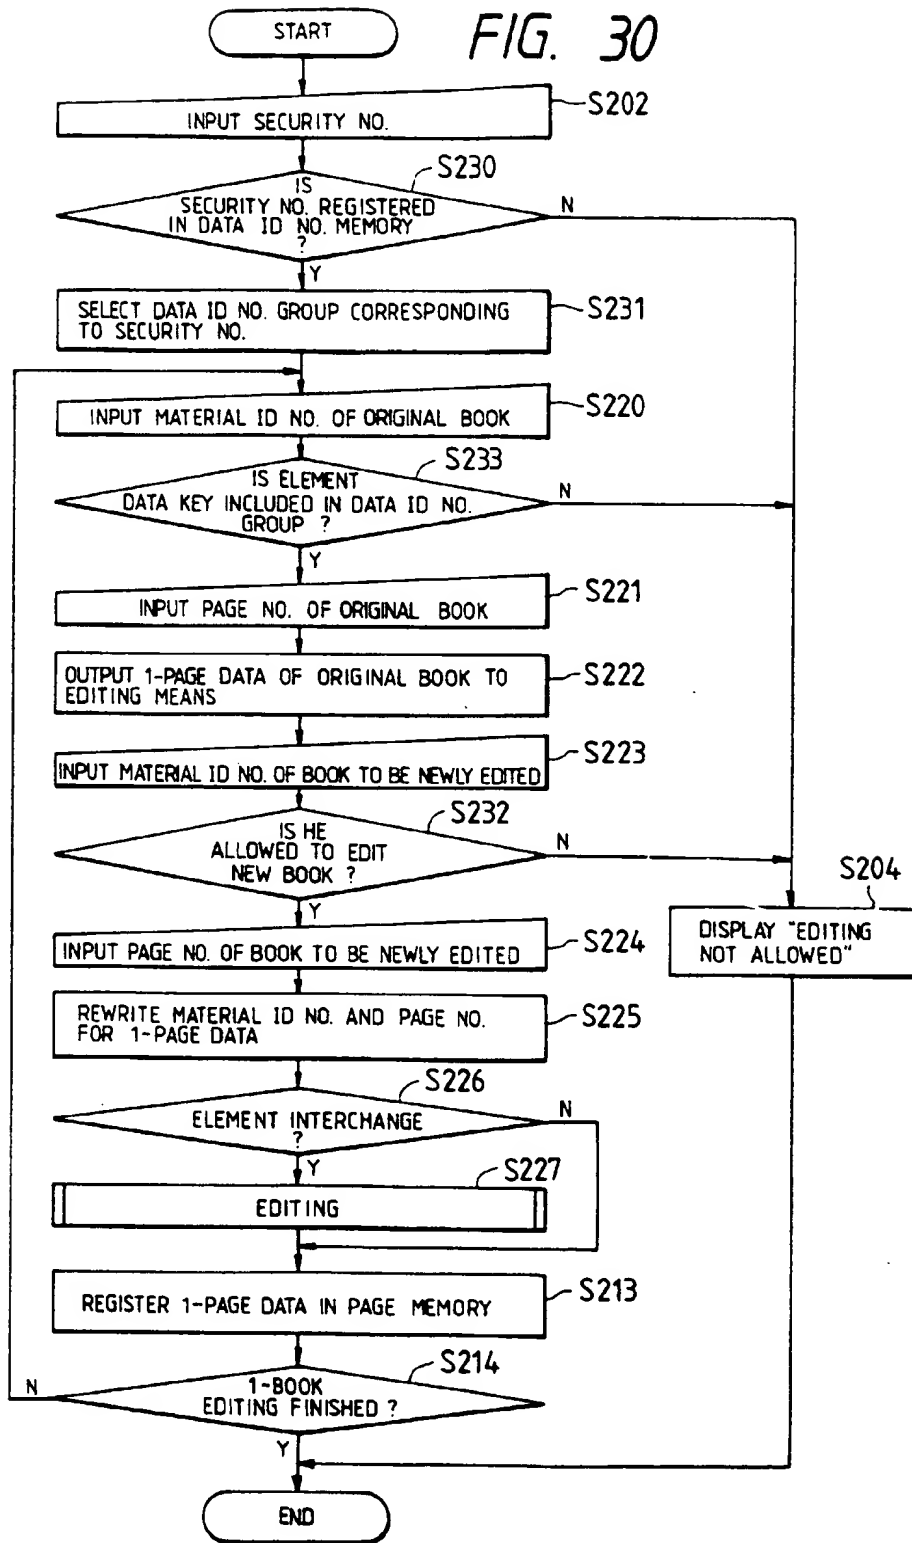 FIG. 30
START
INPUT SECURITY NO.
S202
S230
IS
SECURITY NO. REGISTERED
IN DATA ID NO. MEMORY
?
N
Y
SELECT DATA ID NO. GROUP CORRESPONDING
TO SECURITY NO.
S231
INPUT MATERIAL ID NO. OF ORIGINAL BOOK
S220
S233
IS ELEMENT
DATA KEY INCLUDED IN DATA ID NO.
GROUP ?
N
Y
INPUT PAGE NO. OF ORIGINAL BOOK
S221
OUTPUT 1-PAGE DATA OF ORIGINAL BOOK TO
EDITING MEANS
S222
INPUT MATERIAL ID NO. OF BOOK TO BE NEWLY EDITED
S223
S232
IS HE
ALLOWED TO EDIT
NEW BOOK ?
N
Y
S204
DISPLAY "EDITING
NOT ALLOWED"
INPUT PAGE NO. OF BOOK TO BE NEWLY EDITED
S224
REWRITE MATERIAL ID NO. AND PAGE NO.
FOR 1-PAGE DATA
S225
S226
ELEMENT INTERCHANGE
?
N
Y
S227
EDITING
REGISTER 1-PAGE DATA IN PAGE MEMORY
S213
S214
1-BOOK
EDITING FINISHED ?
N
Y
END